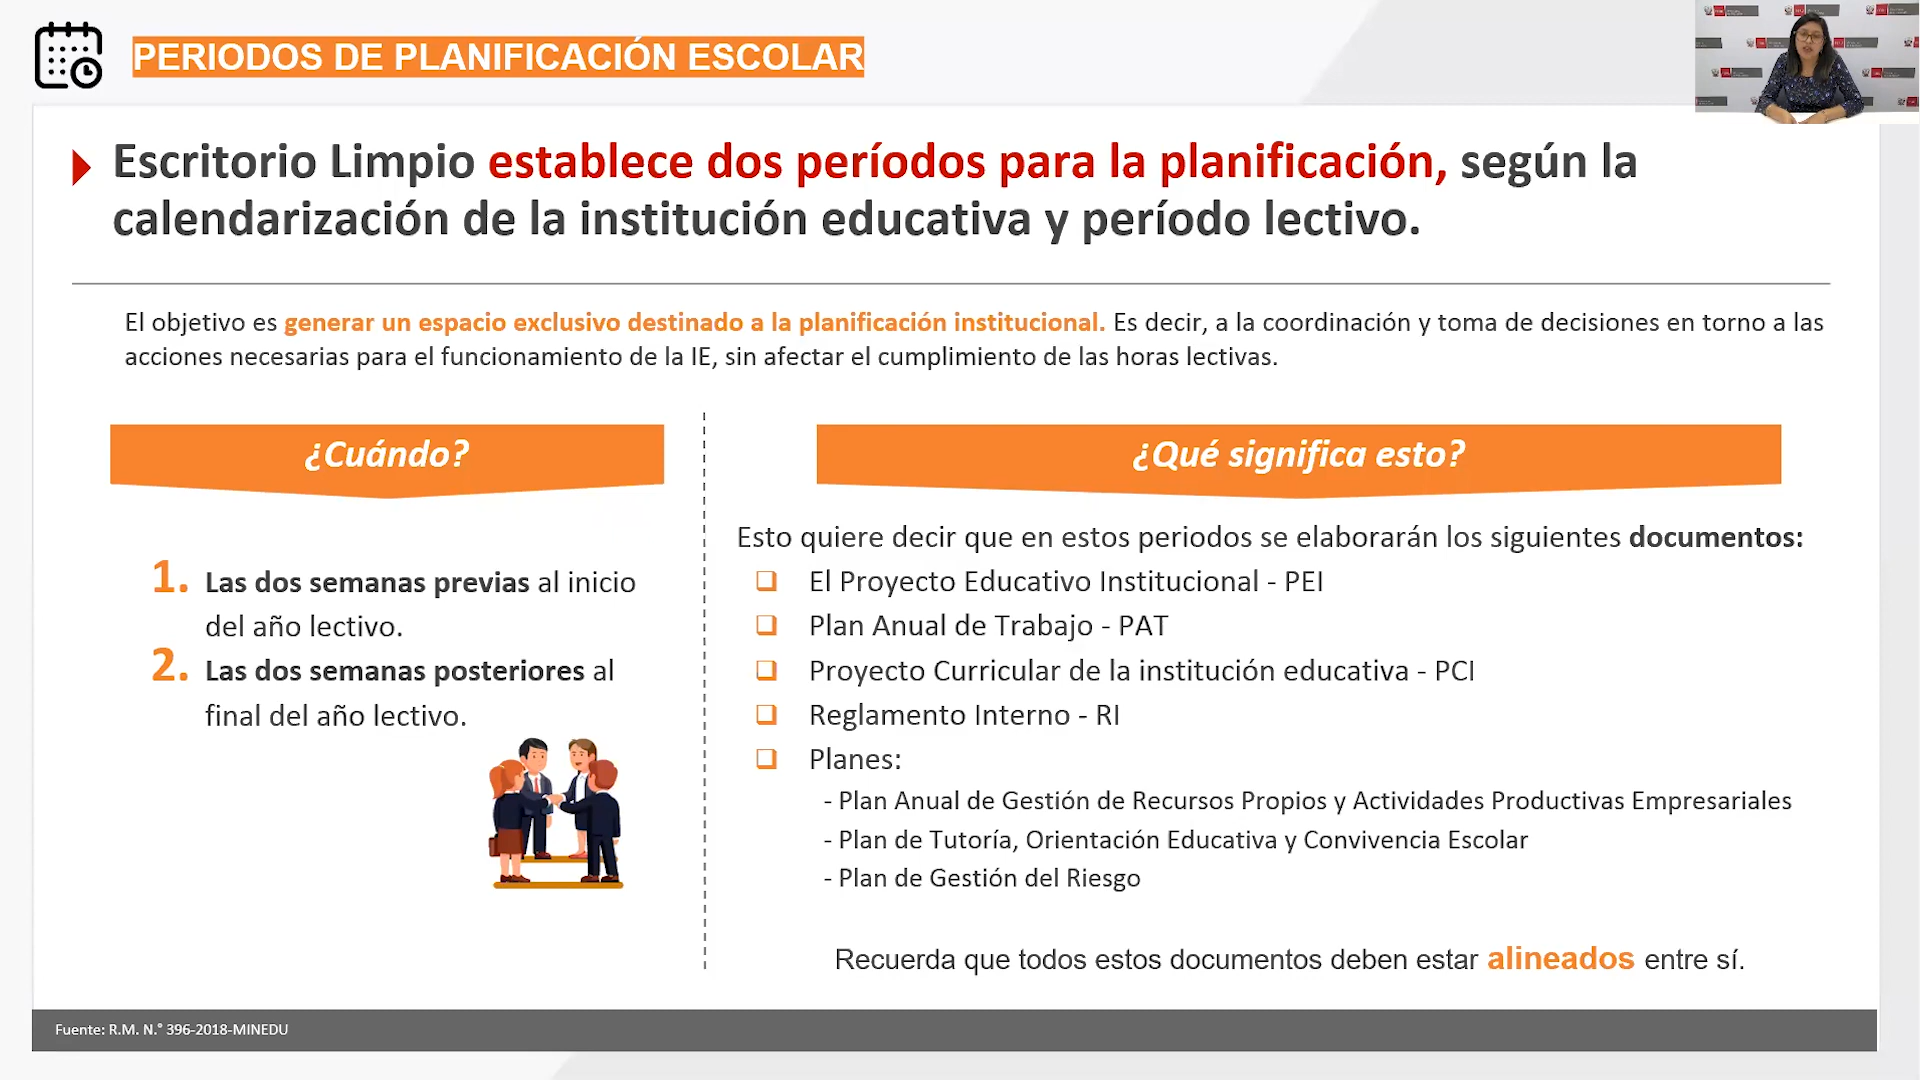 PERIODOS DE PLANIFICACIÓN ESCOLAR
Escritorio Limpio establece dos períodos para la planificación, según la
calendarización de la institución educativa y período lectivo.
El objetivo es generar un espacio exclusivo destinado a la planificación institucional. Es decir, a la coordinación y toma de decisiones en torno a las
acciones necesarias para el funcionamiento de la IE, sin afectar el cumplimiento de las horas lectivas.
¿Cuándo?
1. Las dos semanas previas al inicio
del año lectivo.
2. Las dos semanas posteriores al
final del año lectivo.
¿Qué significa esto?
Esto quiere decir que en estos periodos se elaborarán los siguientes documentos:
❑ El Proyecto Educativo Institucional - PEI
❑ Plan Anual de Trabajo - PAT
❑ Proyecto Curricular de la institución educativa - PCI
❑ Reglamento Interno - RI
❑ Planes:
- Plan Anual de Gestión de Recursos Propios y Actividades Productivas Empresariales
- Plan de Tutoría, Orientación Educativa y Convivencia Escolar
- Plan de Gestión del Riesgo
Recuerda que todos estos documentos deben estar alineados entre sí.
Fuente: R.M. N.° 396-2018-MINEDU